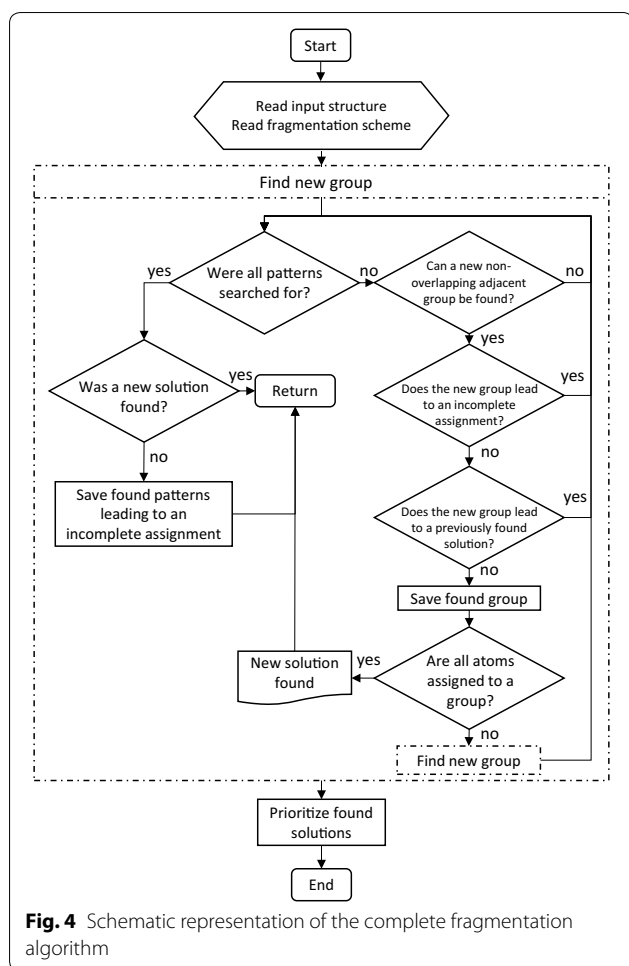 Start
Read input structure
Read fragmentation scheme
Find new group
yes
Were all patterns
searched for?
no
Can a new non-
overlapping adjacent
group be found?
no
yes
Was a new solution
found?
yes
Return
Does the new group lead
to an incomplete
assignment?
yes
no
no
Save found patterns
leading to an
incomplete assignment
Does the new group lead
to a previously found
solution?
yes
no
Save found group
New solution
found
yes
Are all atoms
assigned to a
group?
no
Find new group
Prioritize found
solutions
End
Fig. 4 Schematic representation of the complete fragmentation
algorithm